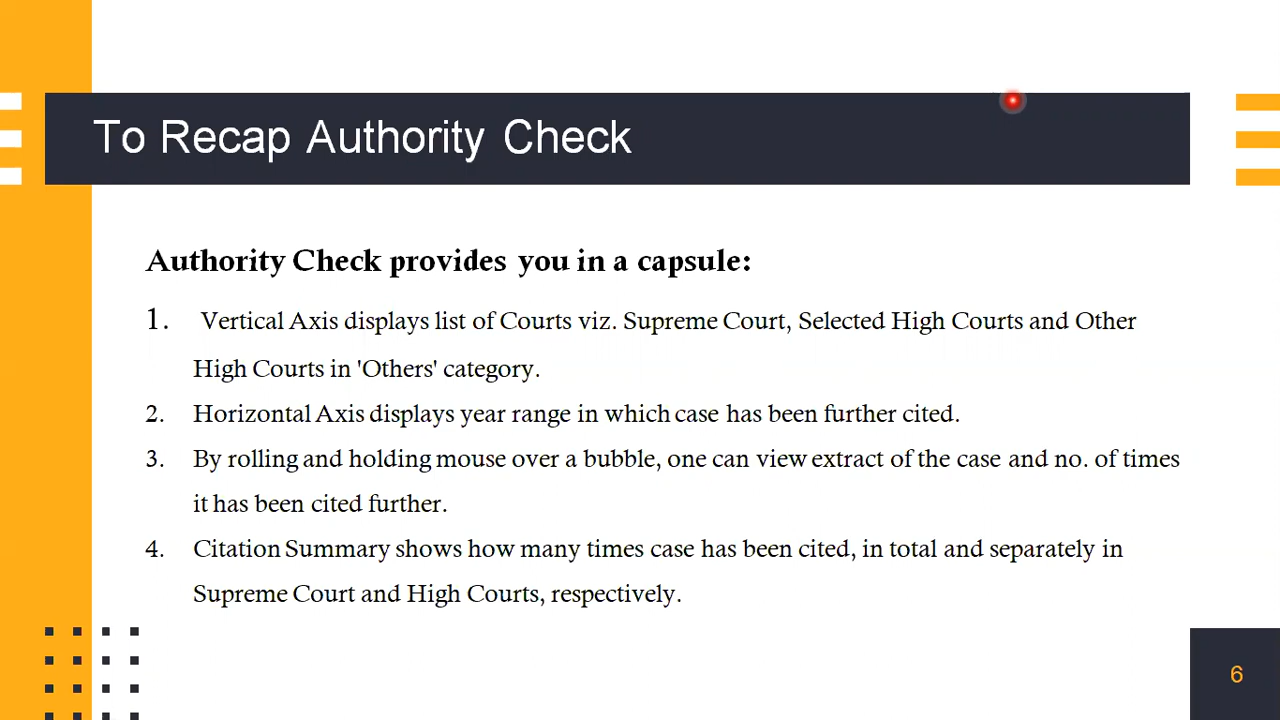 To Recap Authority Check
Authority Check provides you in a capsule:
1. Vertical Axis displays list of Courts viz. Supreme Court, Selected High Courts and Other
High Courts in 'Others' category.
2. Horizontal Axis displays year range in which case has been further cited.
3. By rolling and holding mouse over a bubble, one can view extract of the case and no. of times
it has been cited further.
4. Citation Summary shows how many times case has been cited, in total and separately in
Supreme Court and High Courts, respectively.
6